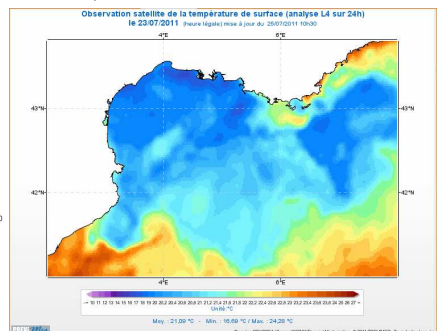 Observation satellite de la température de surface (analyse L4 sur 24h)
le 23/07/2011 (heure légale) mise à jour du 25/07/2011 10h30
4°E 6°E
43°N 43°N
42°N 42°N
4°E 6°E
Unité °C
Moy. : 21,09 °C - Min. : 16,69 °C / Max. : 24,28 °C